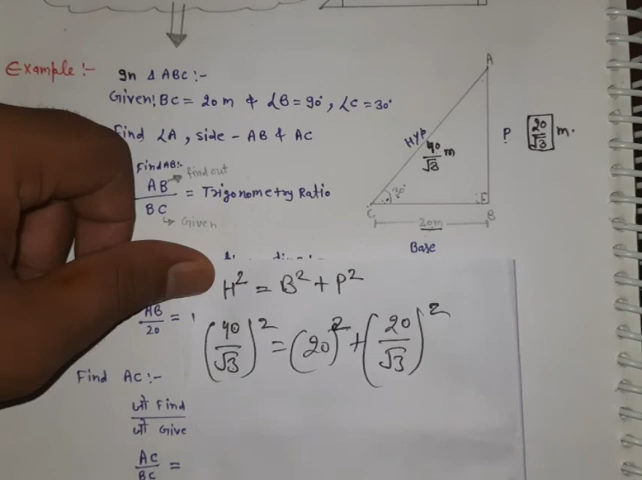 Example :-
In Δ ABC :-
Given: BC = 20 m & ∠B = 90°, ∠C = 30°
Find ∠A, side - AB & AC
Find AB:-
AB → find out
BC → Given
= Trigonometry Ratio
A
HYP
40/√3 m
P
20/√3 m.
30°
C
B
20m
Base
H² = B² + P²
AB/20 =
(40/√3)² = (20)² + (20/√3)²
Find AC :-
जो Find
जो Give
AC/BC =